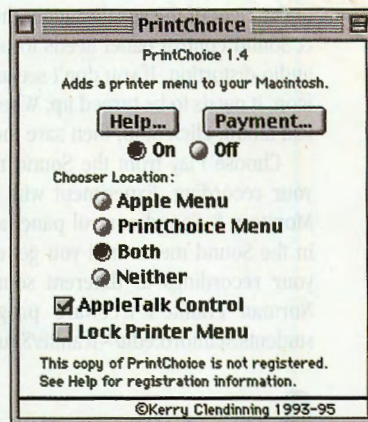 PrintChoice
PrintChoice 1.4
Adds a printer menu to your Macintosh.
Help... Payment...
On Off
Chooser Location:
Apple Menu
PrintChoice Menu
Both
Neither
AppleTalk Control
Lock Printer Menu
This copy of PrintChoice is not registered.
See Help for registration information.
©Kerry Clendinning 1993-95